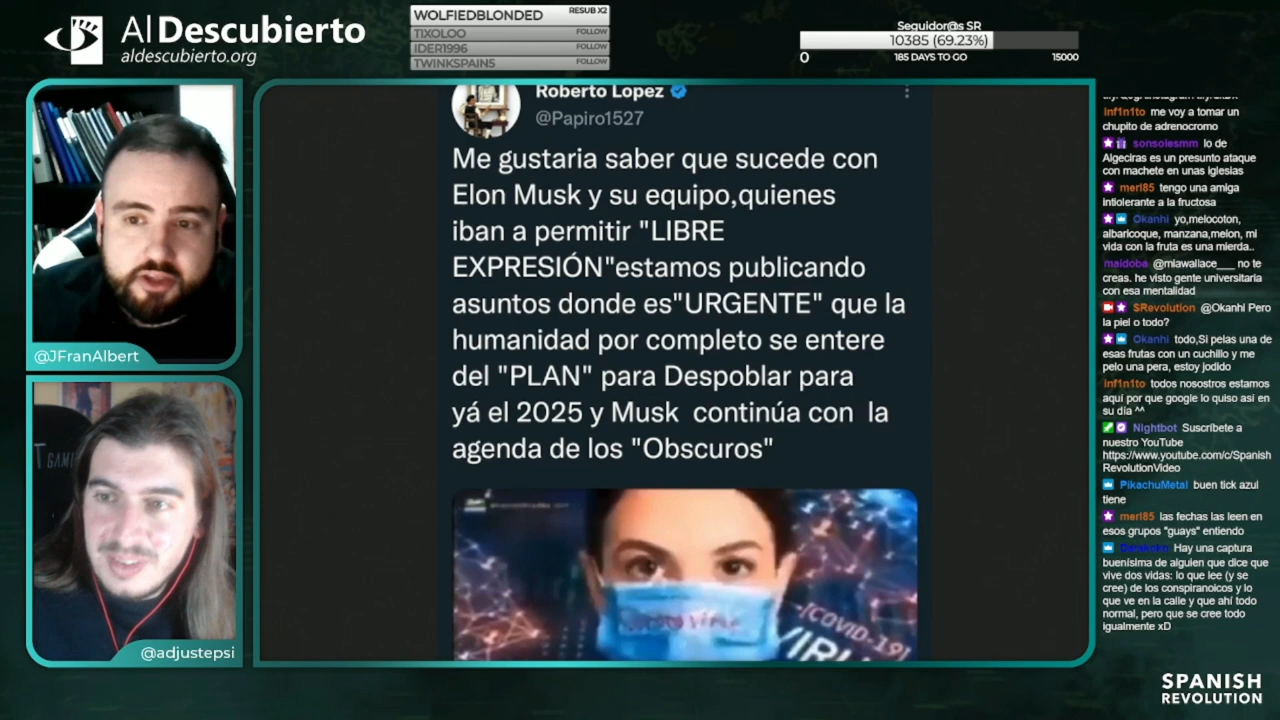 Al Descubierto
aldescubierto.org
WOLFIEDBLONDED RESUB X2
TIXOLOO FOLLOW
IDER1996 FOLLOW
TWINKSPAIN5 FOLLOW
Seguidor@s SR
10385 (69.23%)
0 185 DAYS TO GO 15000
@JFranAlbert
@adjustepsi
Roberto Lopez
@Papiro1527
Me gustaria saber que sucede con
Elon Musk y su equipo,quienes
iban a permitir "LIBRE
EXPRESIÓN"estamos publicando
asuntos donde es"URGENTE" que la
humanidad por completo se entere
del "PLAN" para Despoblar para
yá el 2025 y Musk continúa con la
agenda de los "Obscuros"
Corona virus
-[COVID-19]
inf1n1to me voy a tomar un
chupito de adrenocromo
sonsolesmm lo de
Algeciras es un presunto ataque
con machete en unas iglesias
merl85 tengo una amiga
intolerante a la fructosa
Okanhi yo,melocoton,
albaricoque, manzana,melon, mi
vida con la fruta es una mierda..
maidoba @miawallace___ no te
creas. he visto gente universitaria
con esa mentalidad
SRevolution @Okanhi Pero
la piel o todo?
Okanhi todo,Si pelas una de
esas frutas con un cuchillo y me
pelo una pera, estoy jodido
inf1n1to todos nosostros estamos
aquí por que google lo quiso así en
su día ^^
Nightbot Suscríbete a
nuestro YouTube
https://www.youtube.com/c/Spanish
RevolutionVideo
PikachuMetal buen tick azul
tiene
merl85 las fechas las leen en
esos grupos "guays" entiendo
Hay una captura
buenísima de alguien que dice que
vive dos vidas: lo que lee (y se
cree) de los conspiranoicos y lo
que ve en la calle y que ahí todo
normal, pero que se cree todo
igualmente xD
SPANISH
REVOLUTION